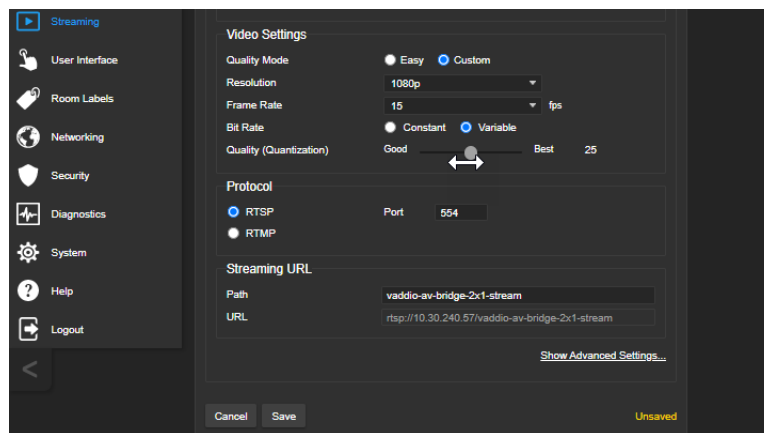 Streaming
User Interface
Room Labels
Networking
Security
Diagnostics
System
? Help
Logout
<
Video Settings
Quality Mode Easy Custom
Resolution 1080p
Frame Rate 15 fps
Bit Rate Constant Variable
Quality (Quantization) Good Best 25
Protocol
RTSP Port 554
RTMP
Streaming URL
Path vaddio-av-bridge-2x1-stream
URL rtsp://10.30.240.57/vaddio-av-bridge-2x1-stream
Show Advanced Settings...
Cancel Save Unsaved